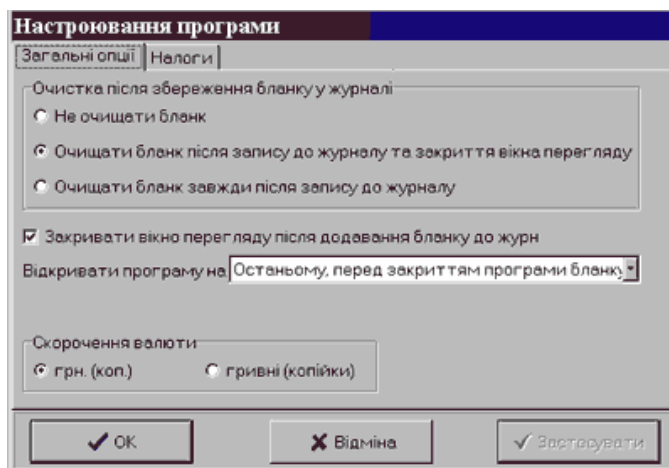 Настроювання програми
Загальні опції Налоги
Очистка після збереження бланку у журналі
Не очищати бланк
Очищати бланк після запису до журналу та закриття вікна перегляду
Очищати бланк завжди після запису до журналу
Закривати вікно перегляду після додавання бланку до журн
Відкривати програму на Останьому, перед закриттям програми бланку
Скорочення валюти
грн. (коп.) гривні (копійки)
ОК Відміна Застосувати